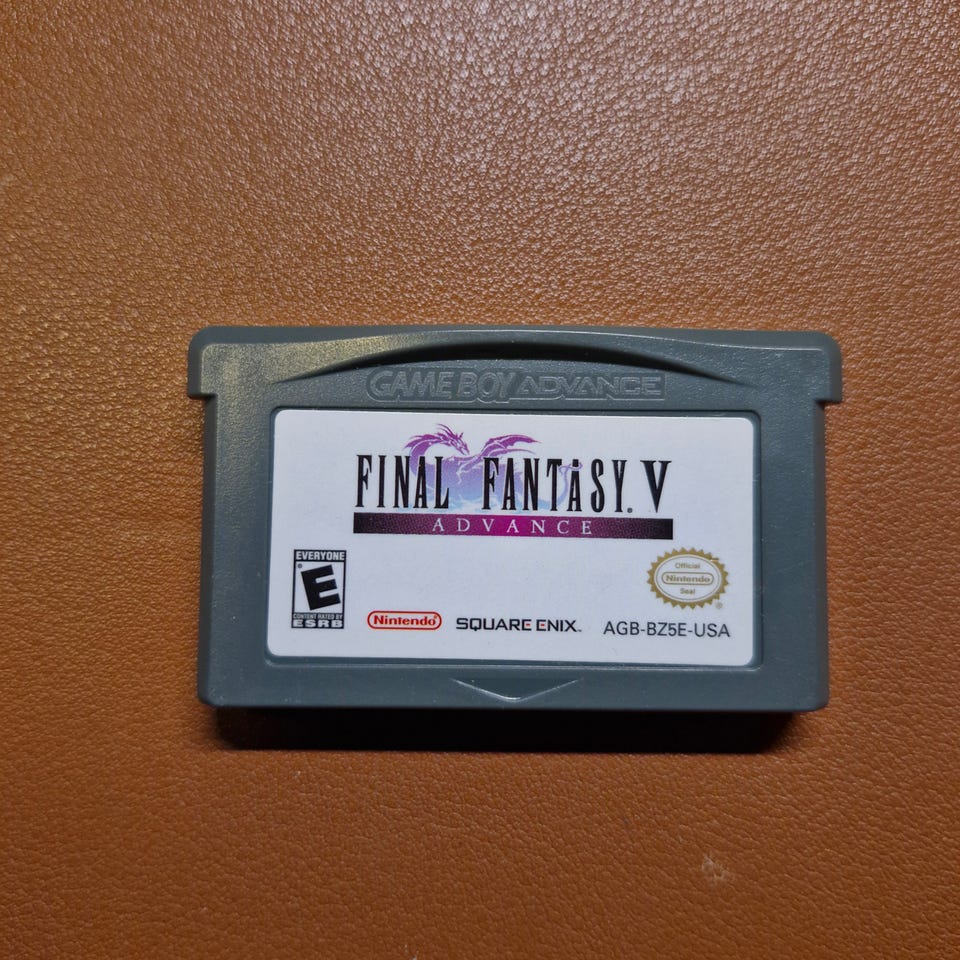 GAME BOY ADVANCE
FINAL FANTASY. V
ADVANCE
EVERYONE
E
CONTENT RATED BY
ESRB
Nintendo®
SQUARE ENIX™
Official
Nintendo
Seal
®
AGB-BZ5E-USA